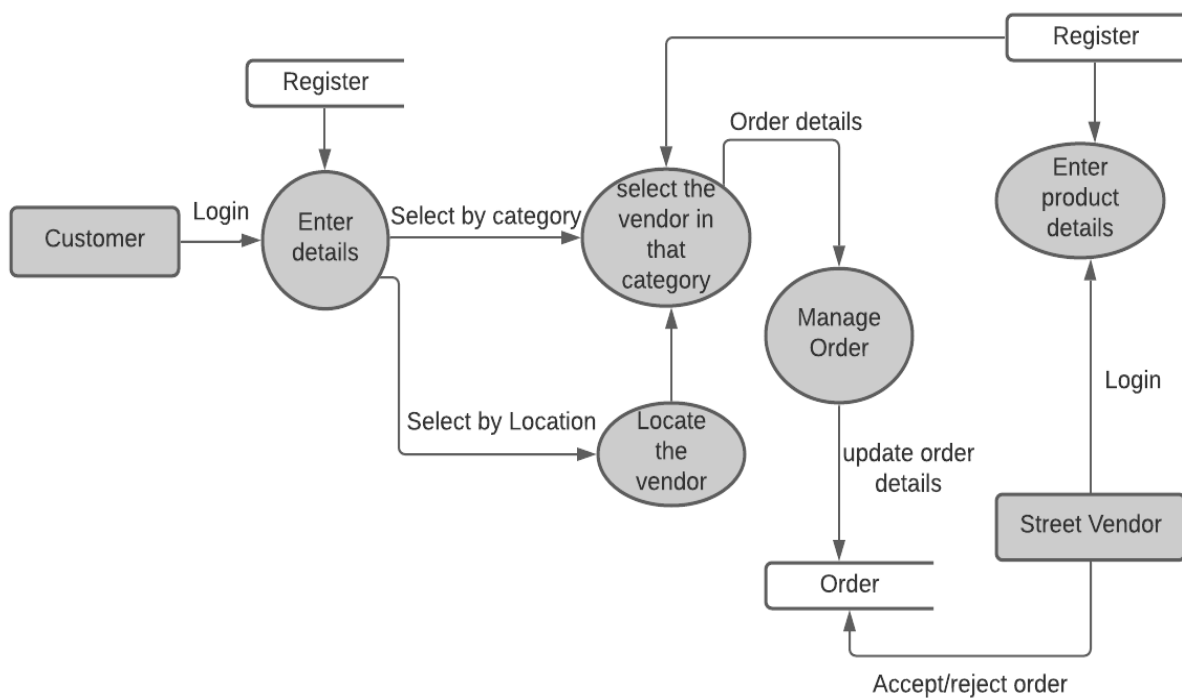 Register
Register
Order details
Enter
product
details
select the
vendor in
that
category
Login
Select by category
Enter
details
Customer
Manage
Order
Login
Select by Location
Locate
the
vendor
update order
details
Street Vendor
Order
Accept/reject order